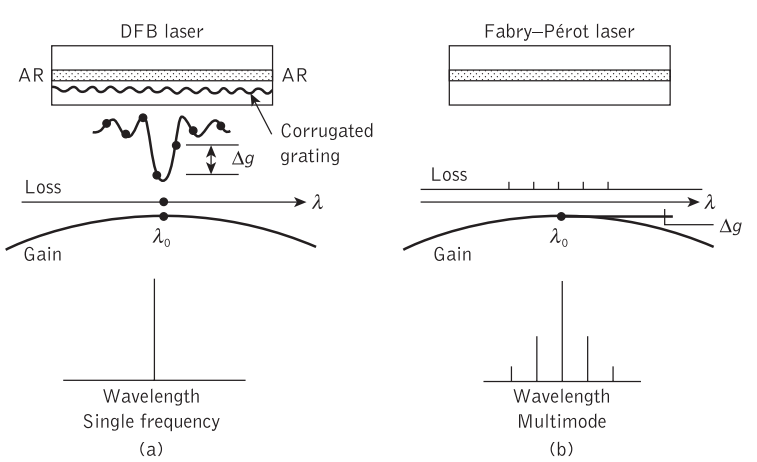 DFB laser
AR
AR
Corrugated
grating
Δg
Loss
λ
λ₀
Gain
Wavelength
Single frequency
(a)
Fabry–Pérot laser
Loss
λ
Δg
λ₀
Gain
Wavelength
Multimode
(b)